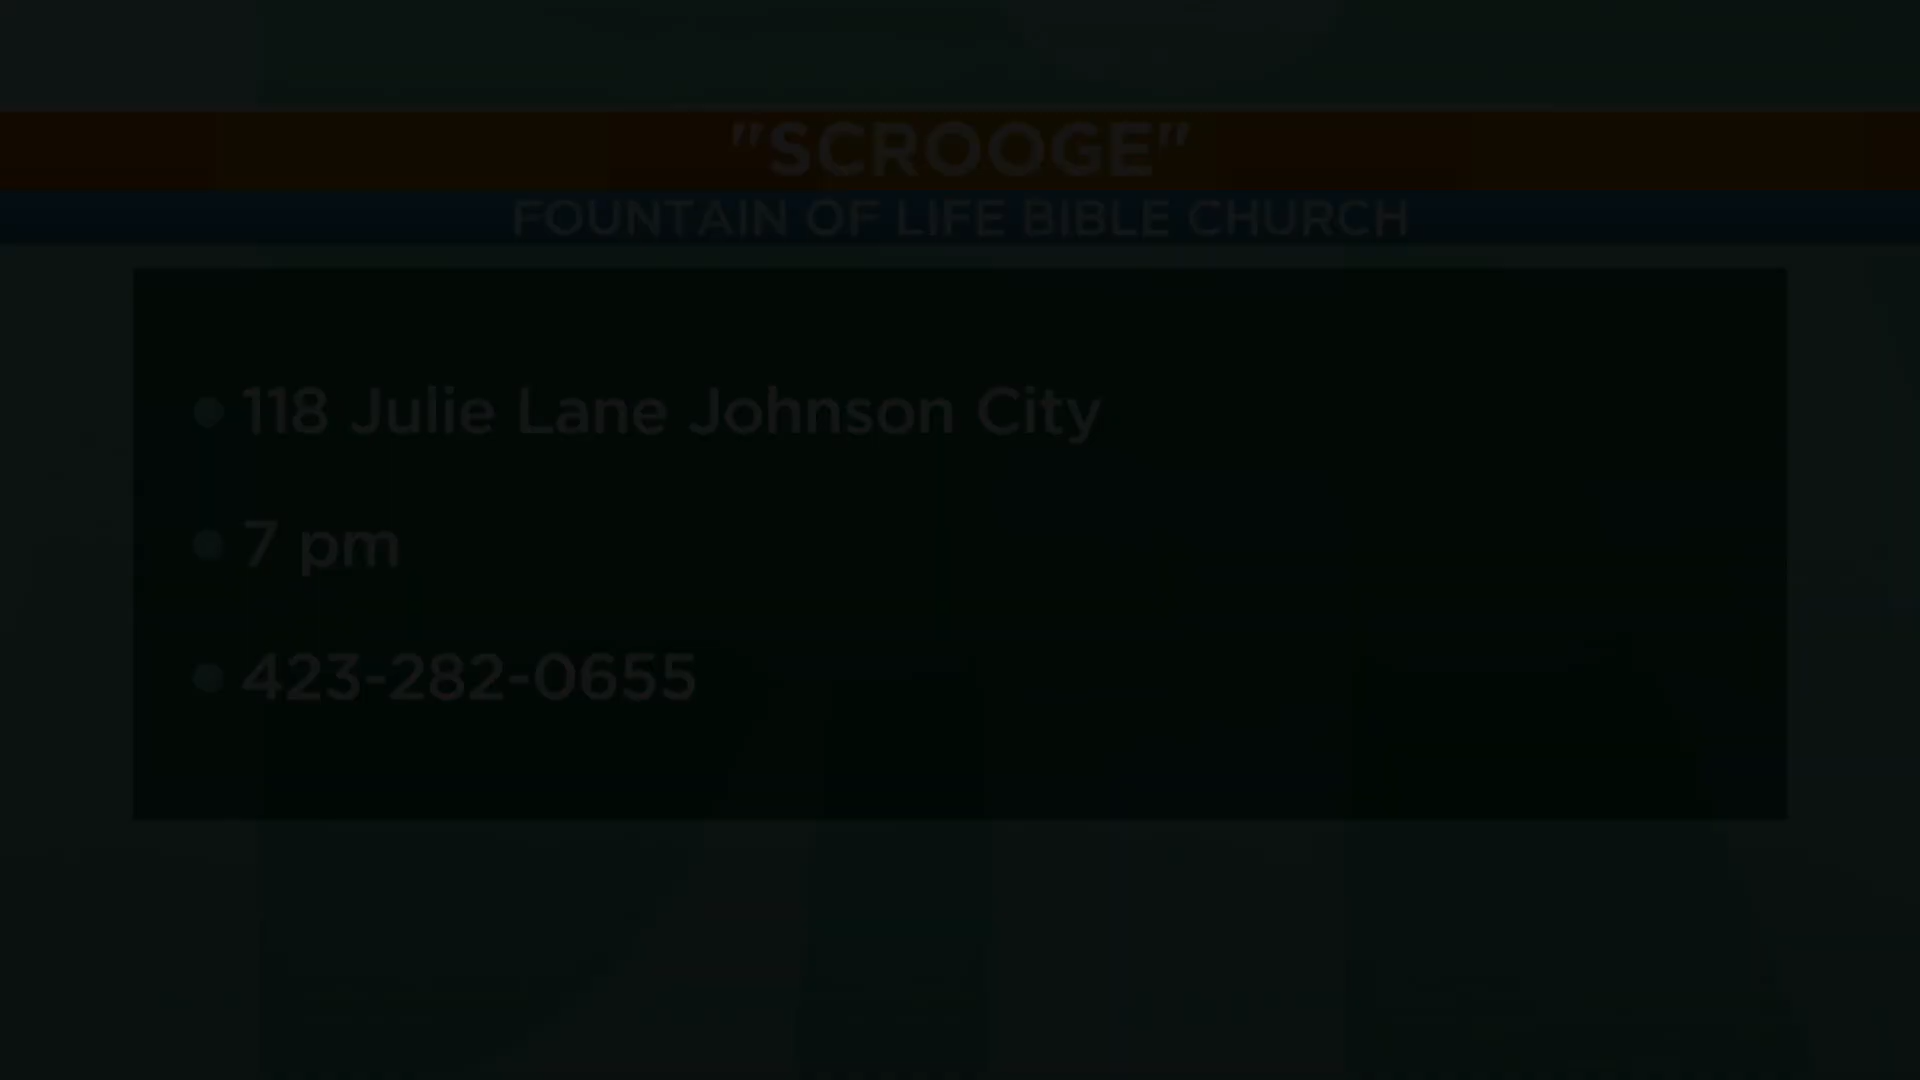 "SCROOGE"
FOUNTAIN OF LIFE BIBLE CHURCH
118 Julie Lane Johnson City
7 pm
423-282-0655